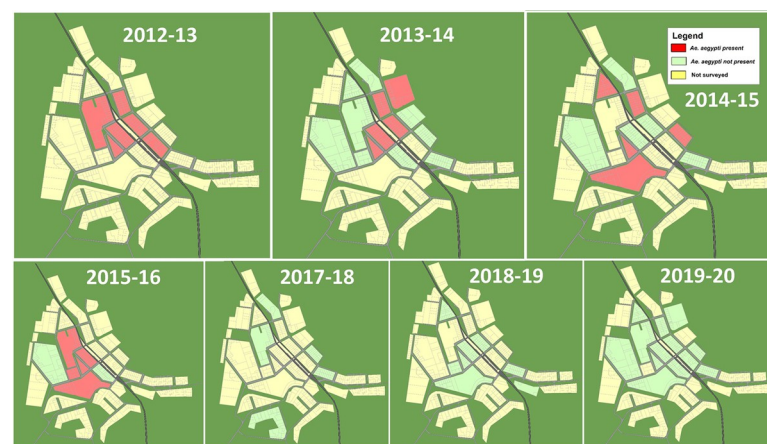 2012-13
2013-14
Legend
Ae. aegypti present
Ae. aegypti not present
Not surveyed
2014-15
2015-16
2017-18
2018-19
2019-20